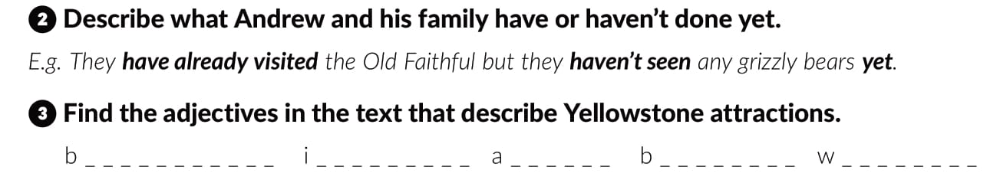 2 Describe what Andrew and his family have or haven't done yet.
E.g. They have already visited the Old Faithful but they haven't seen any grizzly bears yet.
3 Find the adjectives in the text that describe Yellowstone attractions.
b _ _ _ _ _ _ _ _ _ _ _ i _ _ _ _ _ _ _ _ _ a _ _ _ _ _ _ b _ _ _ _ _ _ _ _ w _ _ _ _ _ _ _ _